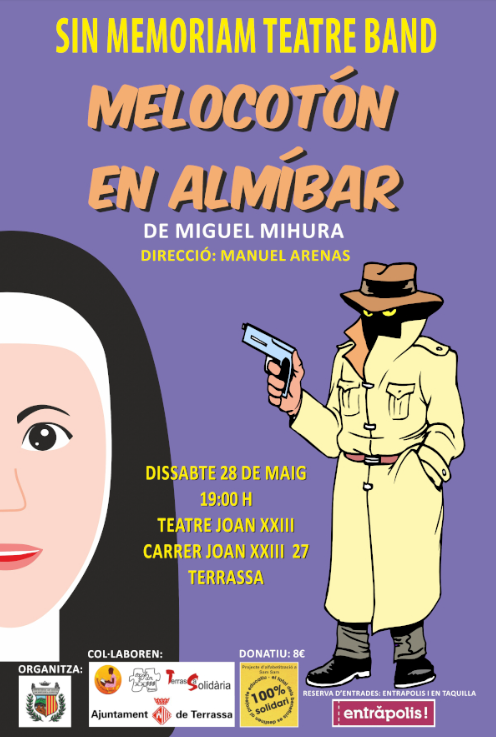 SIN MEMORIAM TEATRE BAND
MELOCOTÓN
EN ALMÍBAR
DE MIGUEL MIHURA
DIRECCIÓ: MANUEL ARENAS
DISSABTE 28 DE MAIG
19:00 H
TEATRE JOAN XXIII
CARRER JOAN XXIII 27
TERRASSA
ORGANITZA:
COL·LABOREN:
Terrassa Solidària
Ajuntament de Terrassa
DONATIU: 8€
100%
solidari
RESERVA D'ENTRADES: ENTRAPOLIS I EN TAQUILLA
entràpolis!